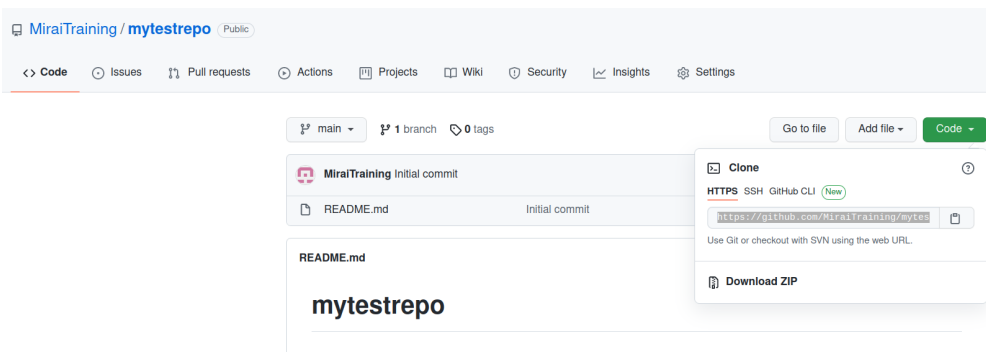 MiraiTraining / mytestrepo Public
<> Code Issues Pull requests Actions Projects Wiki Security Insights Settings
main 1 branch 0 tags Go to file Add file Code
MiraiTraining Initial commit
README.md Initial commit
Clone
HTTPS SSH GitHub CLI New
https://github.com/MiraiTraining/mytes
Use Git or checkout with SVN using the web URL.
Download ZIP
README.md
mytestrepo